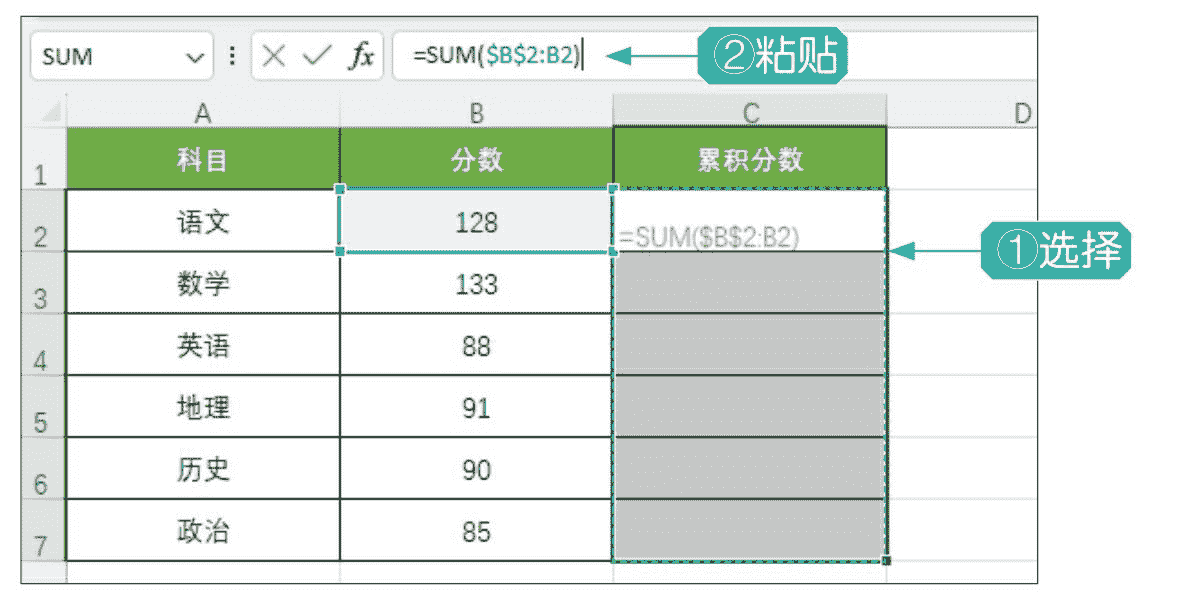 SUM fx =SUM($B$2:B2) ②粘贴
A B C D
1 科目 分数 累积分数
2 语文 128 =SUM($B$2:B2) ①选择
3 数学 133
4 英语 88
5 地理 91
6 历史 90
7 政治 85